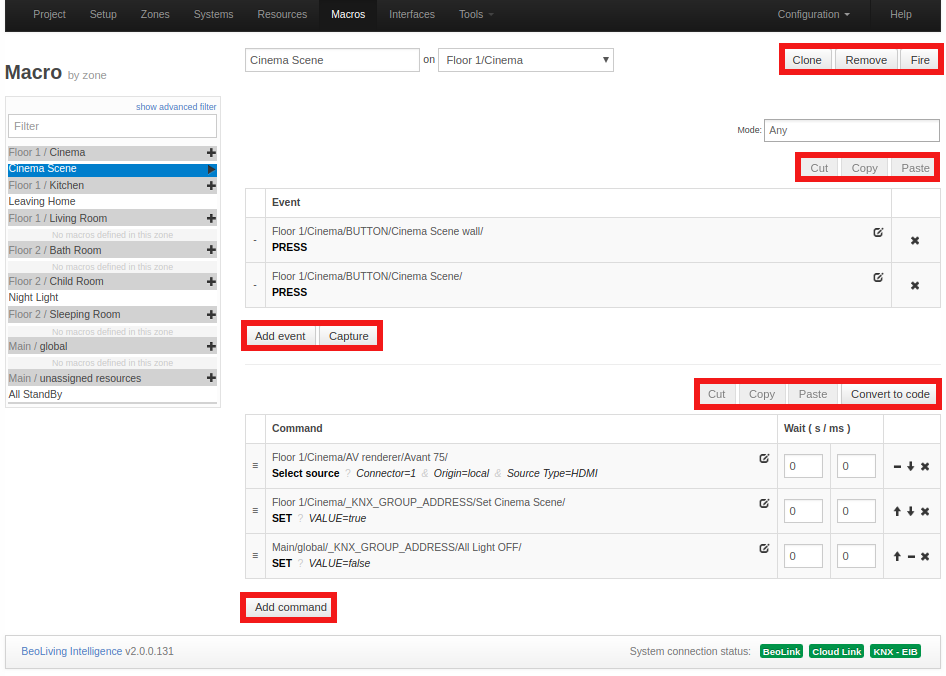 Project Setup Zones Systems Resources Macros Interfaces Tools Configuration Help
Macro by zone
Cinema Scene on Floor 1/Cinema
Clone Remove Fire
show advanced filter
Filter
Floor 1 / Cinema
Cinema Scene
Floor 1 / Kitchen
Leaving Home
Floor 1 / Living Room
No macros defined in this zone
Floor 2 / Bath Room
No macros defined in this zone
Floor 2 / Child Room
Night Light
Floor 2 / Sleeping Room
No macros defined in this zone
Main / global
No macros defined in this zone
Main / unassigned resources
All StandBy
Mode: Any
Cut Copy Paste
Event
- Floor 1/Cinema/BUTTON/Cinema Scene wall/
PRESS
- Floor 1/Cinema/BUTTON/Cinema Scene/
PRESS
Add event Capture
Cut Copy Paste Convert to code
Command Wait ( s / ms )
Floor 1/Cinema/AV renderer/Avant 75/
Select source ? Connector=1 & Origin=local & Source Type=HDMI
0 0
Floor 1/Cinema/_KNX_GROUP_ADDRESS/Set Cinema Scene/
SET ? VALUE=true
0 0
Main/global/_KNX_GROUP_ADDRESS/All Light OFF/
SET ? VALUE=false
0 0
Add command
BeoLiving Intelligence v2.0.0.131
System connection status: BeoLink Cloud Link KNX - EIB